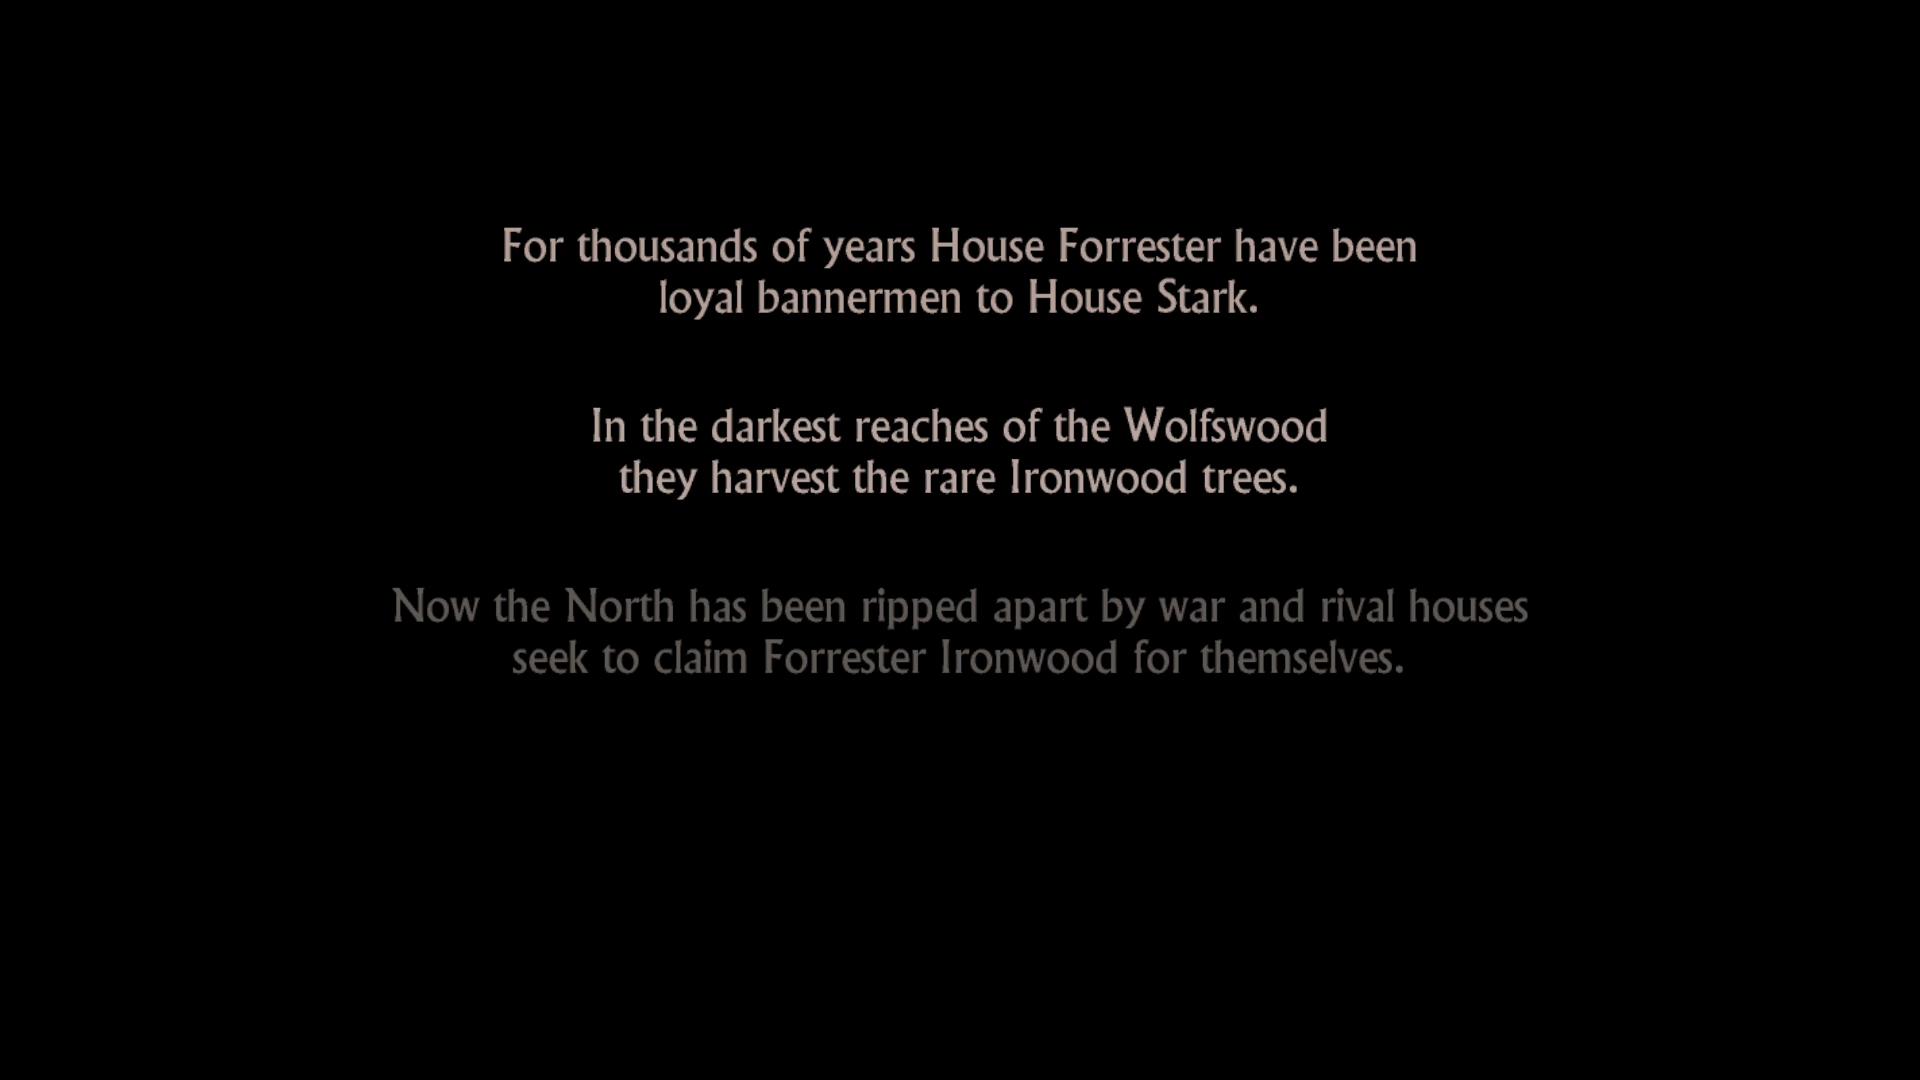 For thousands of years House Forrester have been
loyal bannermen to House Stark.
In the darkest reaches of the Wolfswood
they harvest the rare Ironwood trees.
Now the North has been ripped apart by war and rival houses
seek to claim Forrester Ironwood for themselves.